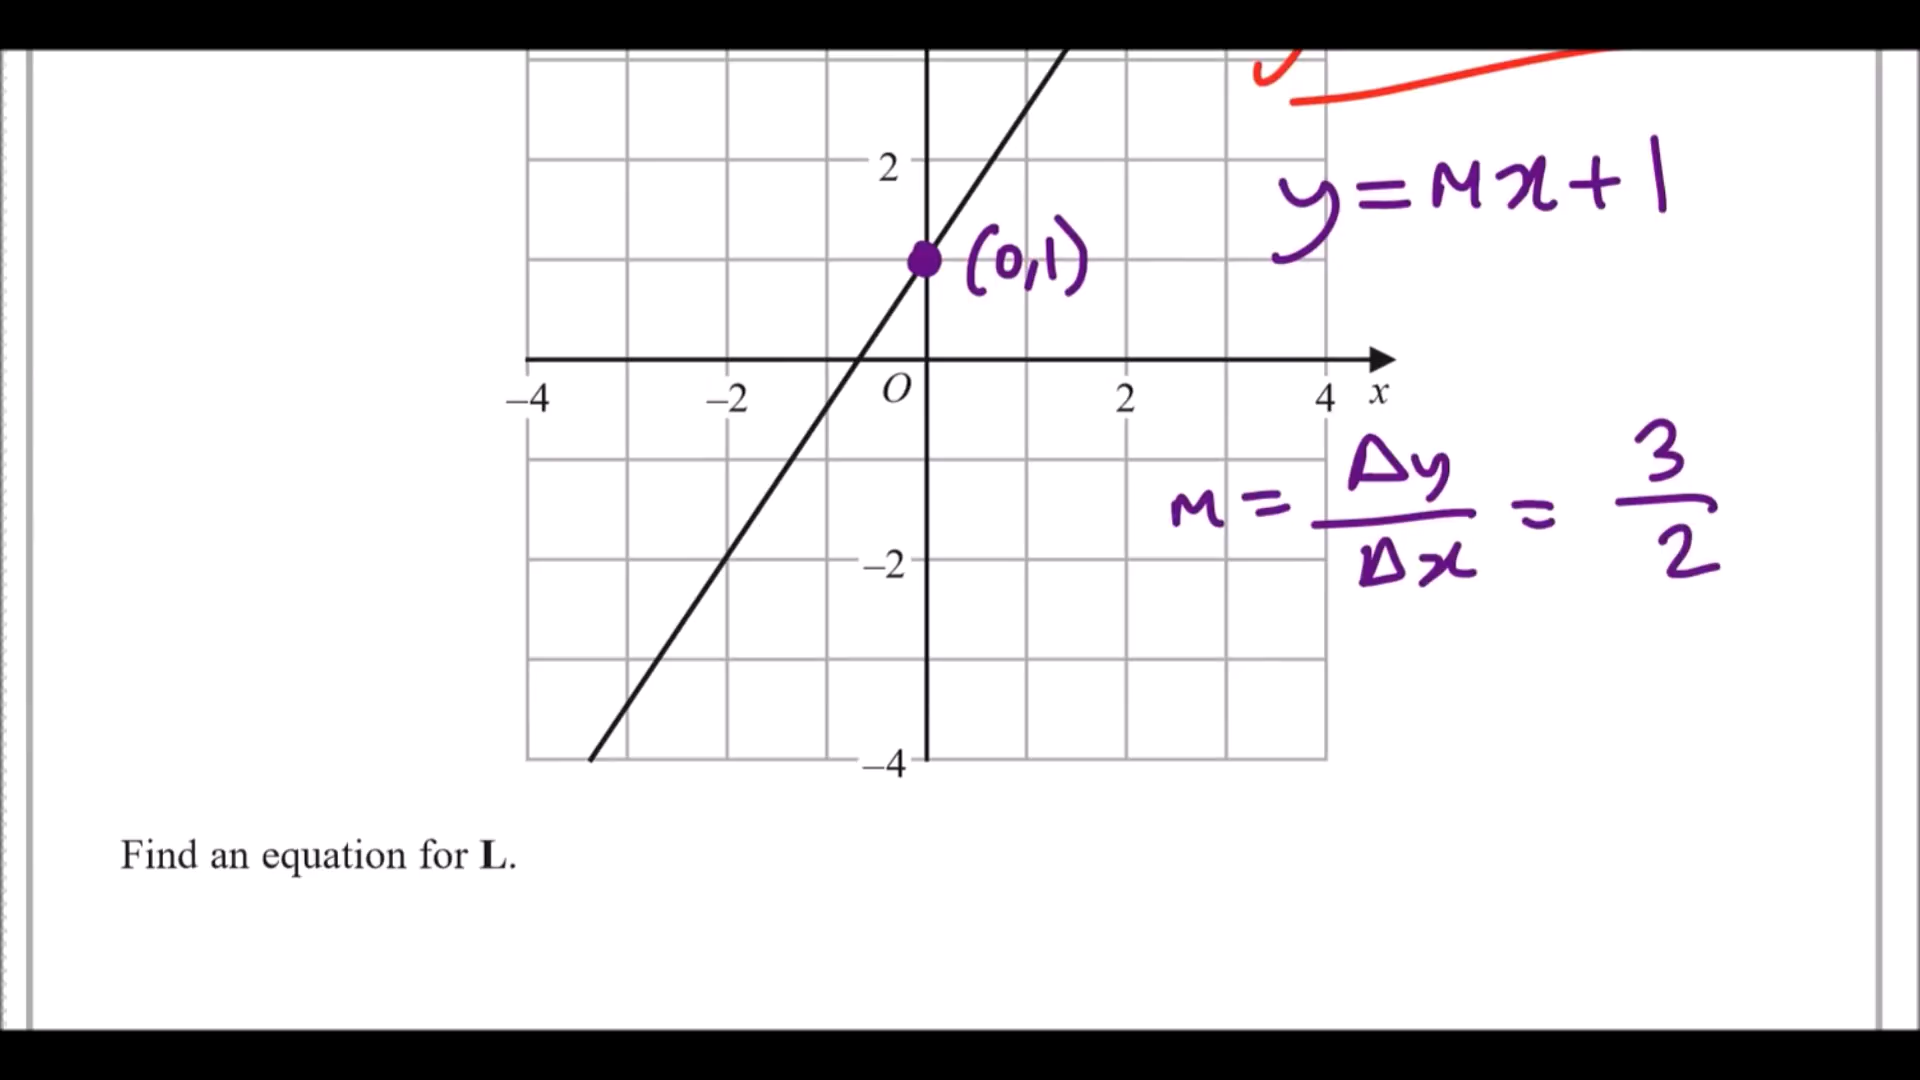 2
y = mx + 1
(0,1)
–4 –2 O 2 4 x
m = Δy/Δx = 3/2
–2
–4
Find an equation for L.